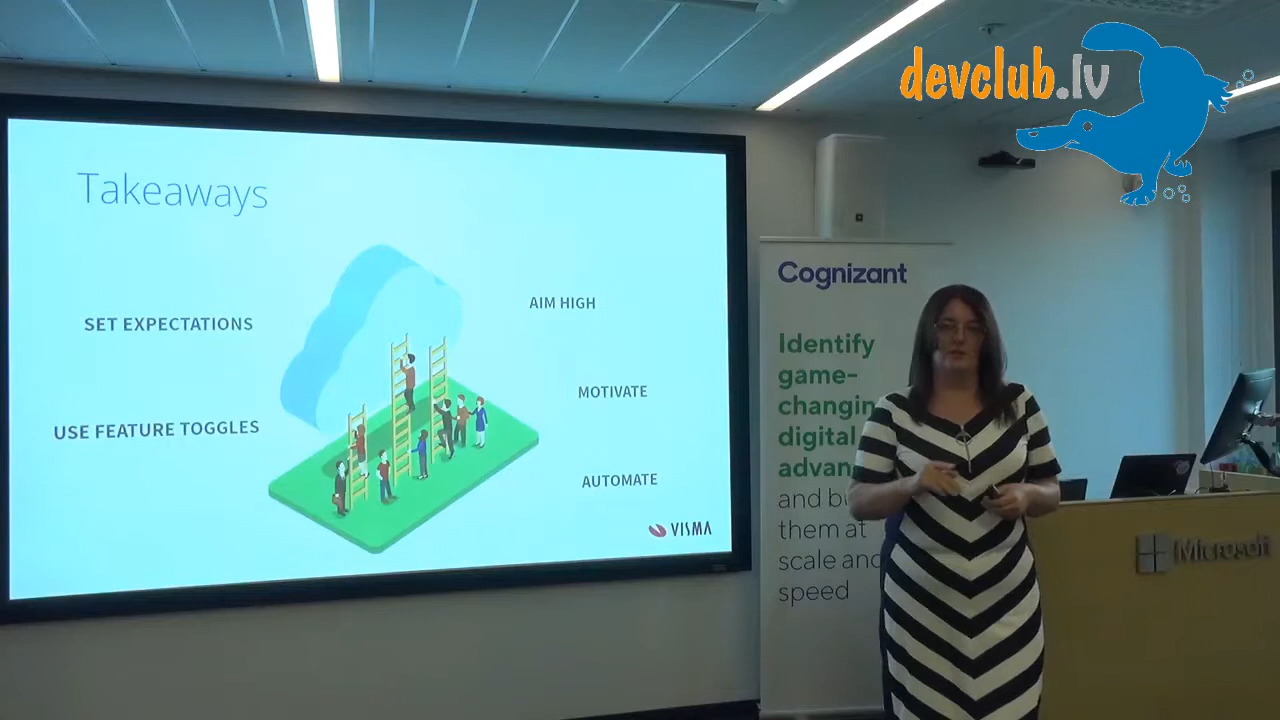 devclub.lv
Takeaways
SET EXPECTATIONS
USE FEATURE TOGGLES
AIM HIGH
MOTIVATE
AUTOMATE
VISMA
Cognizant
Identify
game-
changin
digital
advan
and bu
them at
scale and
speed
Microsoft